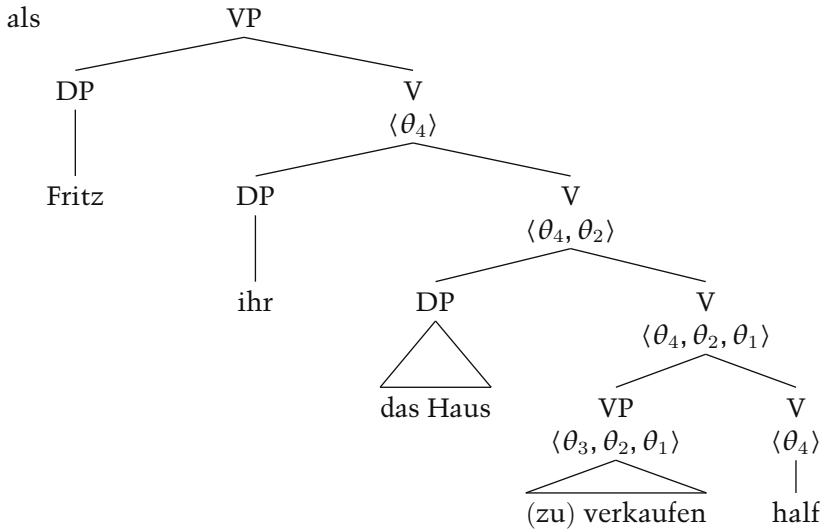 als VP
DP V
⟨θ₄⟩
Fritz DP V
⟨θ₄, θ₂⟩
ihr DP V
⟨θ₄, θ₂, θ₁⟩
das Haus VP V
⟨θ₃, θ₂, θ₁⟩ ⟨θ₄⟩
(zu) verkaufen half